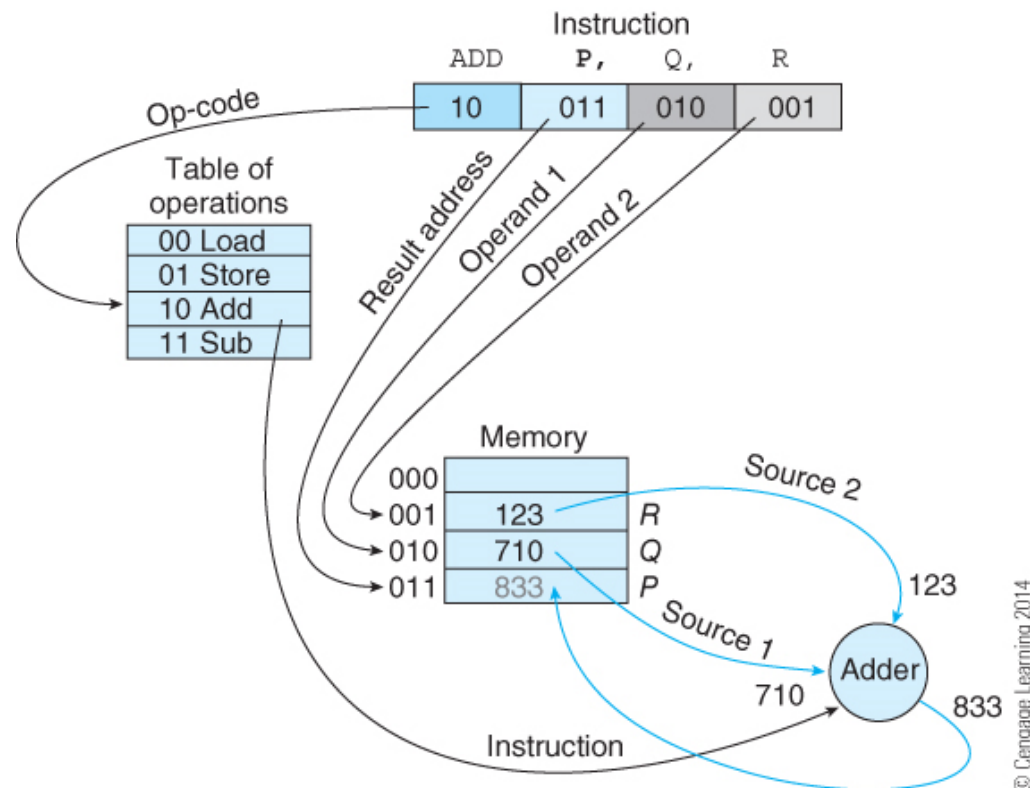 Instruction
ADD P, Q, R
10 011 010 001
Op-code
Result address
Operand 1
Operand 2
Table of
operations
00 Load
01 Store
10 Add
11 Sub
Memory
000
001 123 R
010 710 Q
011 833 P
Source 2
123
Source 1
Adder
710
833
Instruction
© Cengage Learning 2014